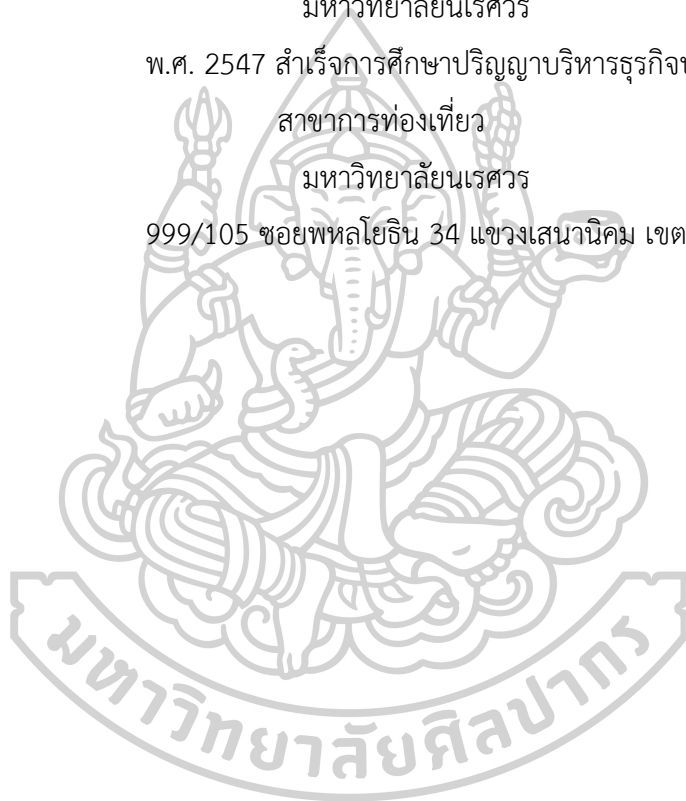 มหาวิทยาลัยนเรศวร
พ.ศ. 2547 สำเร็จการศึกษาปริญญาบริหารธุรกิจ
สาขาการท่องเที่ยว
มหาวิทาลัยนเรศวร
999/105 ซอยพหลโยธิน 34 แขวงเสนานิคม เขต
มหาวิทยาลัยศิลปากร